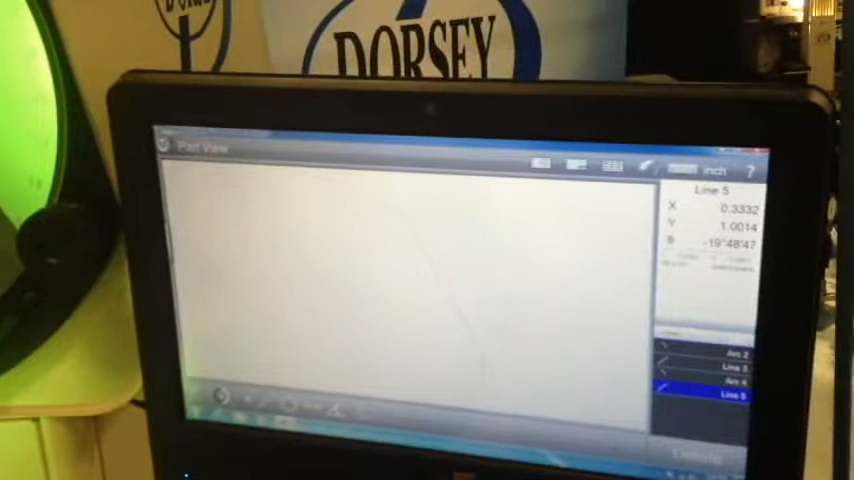 DORSEY
Part View
inch ?
Line 5
X 0.3332
Y 1.0014
-19°48'47
Arc 2
Line 3
Arc 4
Line 5